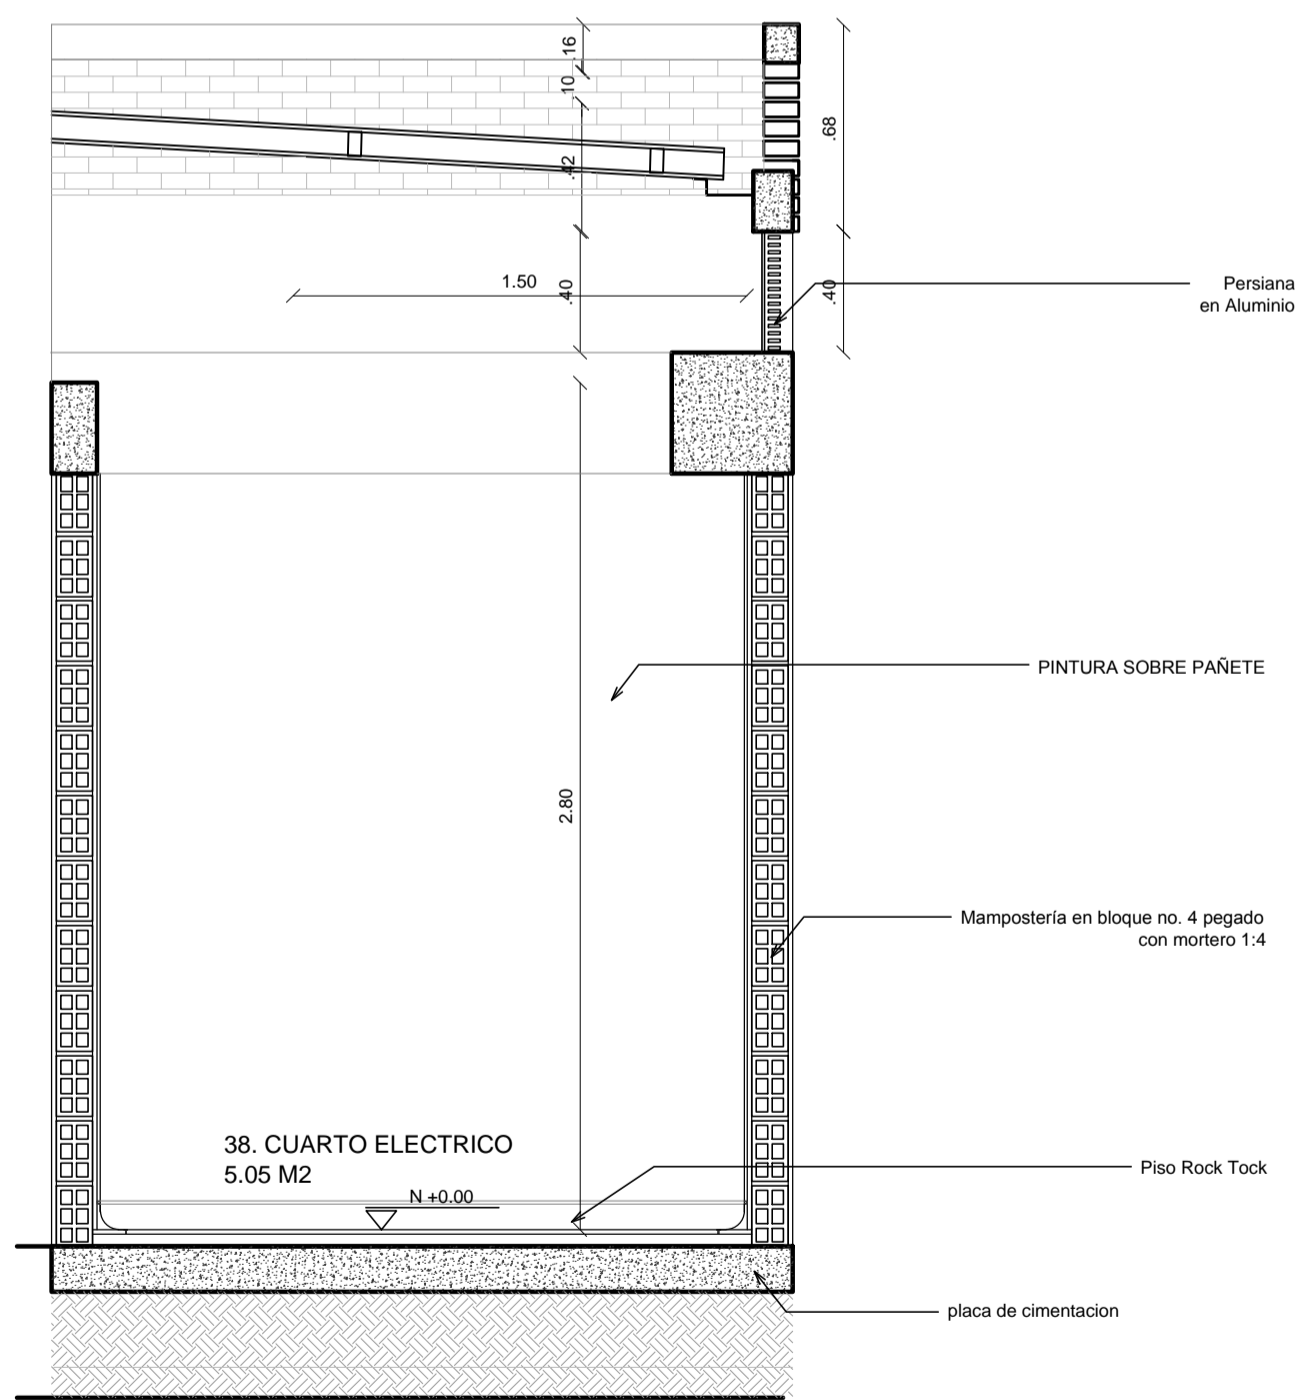 .16
10
.42
.68
1.50
.40
.40
Persiana
en Aluminio
PINTURA SOBRE PAÑETE
2.80
Mampostería en bloque no. 4 pegado
con mortero 1:4
38. CUARTO ELECTRICO
5.05 M2
N +0.00
Piso Rock Tock
placa de cimentacion